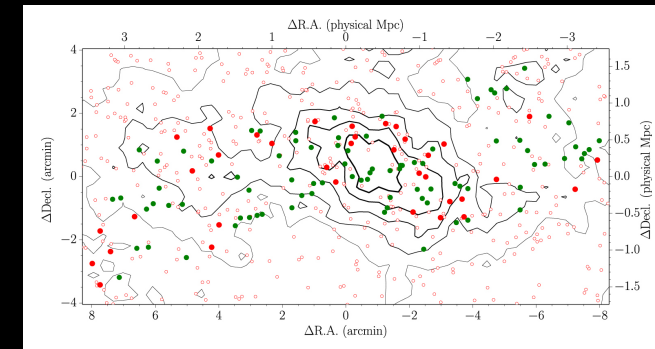 ΔR.A. (physical Mpc)
3 2 1 0 −1 −2 −3
4 2 0 −2 −4
ΔDecl. (arcmin)
1.5 1.0 0.5 0.0 −0.5 −1.0 −1.5
ΔDecl. (physical Mpc)
8 6 4 2 0 −2 −4 −6 −8
ΔR.A. (arcmin)